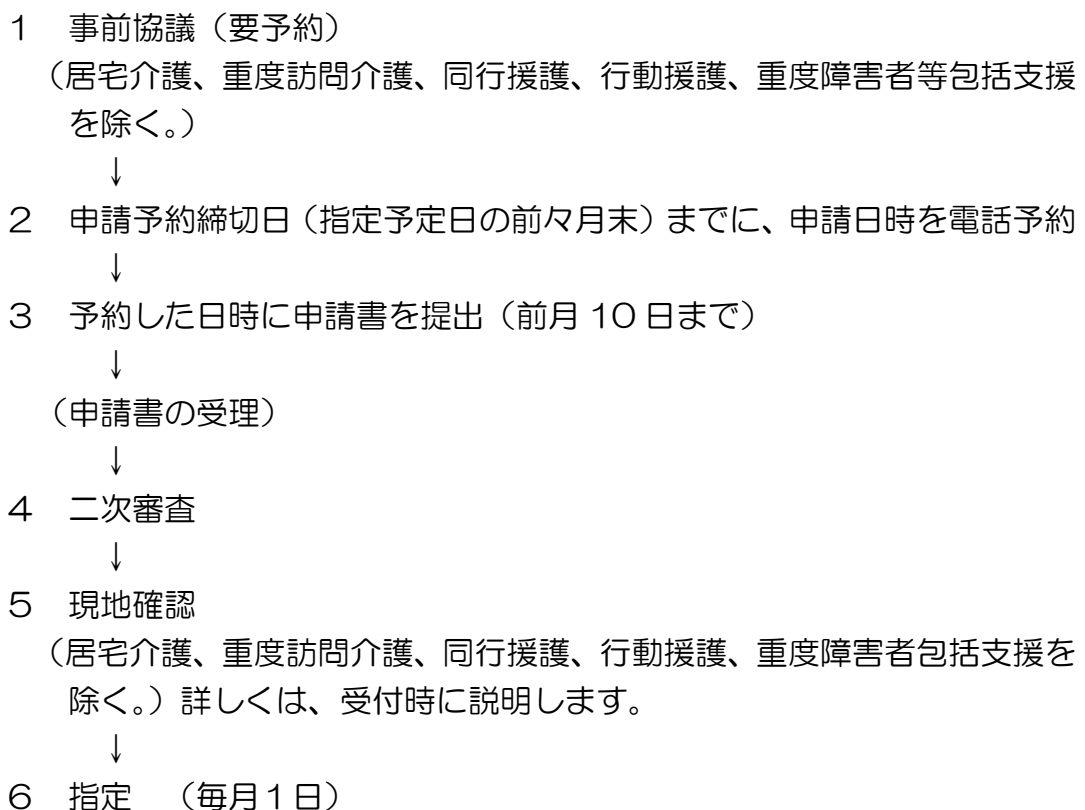 １　事前協議（要予約）
（居宅介護、重度訪問介護、同行援護、行動援護、重度障害者等包括支援
を除く。）
↓
２　申請予約締切日（指定予定日の前々月末）までに、申請日時を電話予約
↓
３　予約した日時に申請書を提出（前月 10 日まで）
↓
（申請書の受理）
↓
４　二次審査
↓
５　現地確認
（居宅介護、重度訪問介護、同行援護、行動援護、重度障害者包括支援を
除く。）詳しくは、受付時に説明します。
↓
６　指定　（毎月１日）